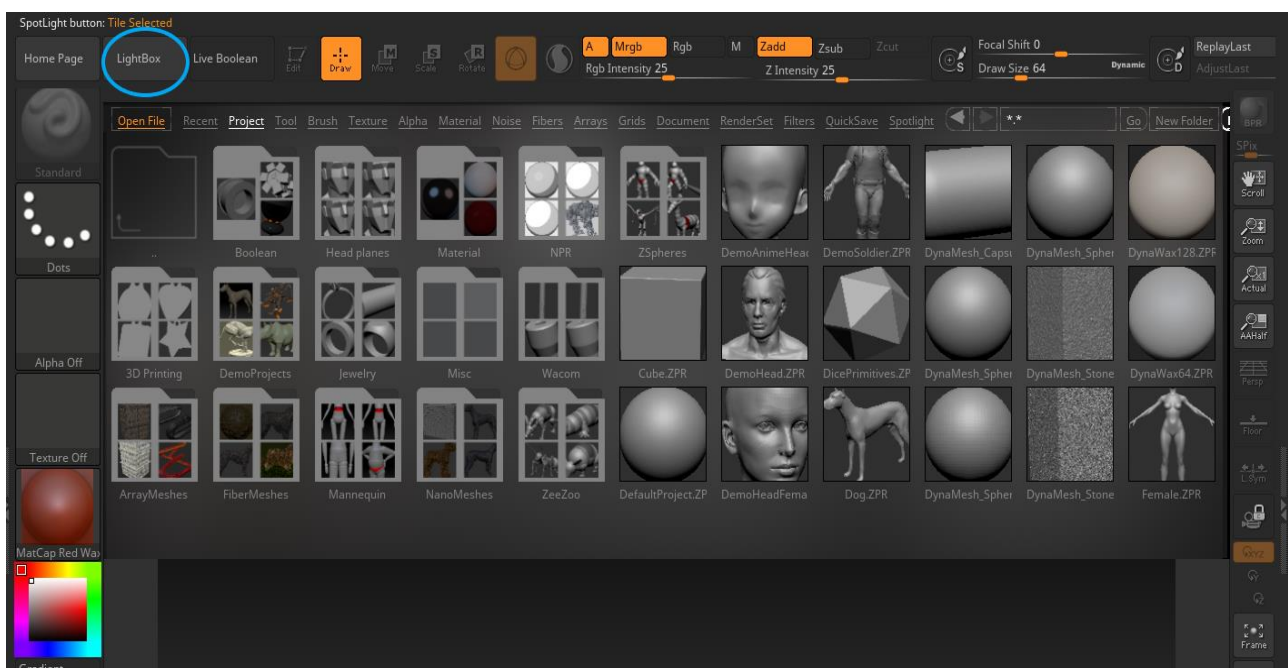 SpotLight button: Tile Selected
Home Page LightBox Live Boolean Edit Draw Move Scale Rotate A Mrgb Rgb M Zadd Zsub Zcut S Focal Shift 0 D ReplayLast
Rgb Intensity 25 Z Intensity 25 Draw Size 64 Dynamic AdjustLast
Open File Recent Project Tool Brush Texture Alpha Material Noise Fibers Arrays Grids Document RenderSet Filters QuickSave Spotlight *.* Go New Folder
BPR
SPix
Standard
Scroll
.. Boolean Head planes Material NPR ZSpheres DemoAnimeHead DemoSoldier.ZPR DynaMesh_Capsu DynaMesh_Spher DynaWax128.ZPR
Zoom
Dots
Actual
AAHalf
Alpha Off
3D Printing DemoProjects Jewelry Misc Wacom Cube.ZPR DemoHead.ZPR DicePrimitives.ZP DynaMesh_Spher DynaMesh_Stone DynaWax64.ZPR
Persp
Floor
Texture Off
L.Sym
ArrayMeshes FiberMeshes Mannequin NanoMeshes ZeeZoo DefaultProject.ZP DemoHeadFema Dog.ZPR DynaMesh_Spher DynaMesh_Stone Female.ZPR
MatCap Red Wax
Frame
Gradient